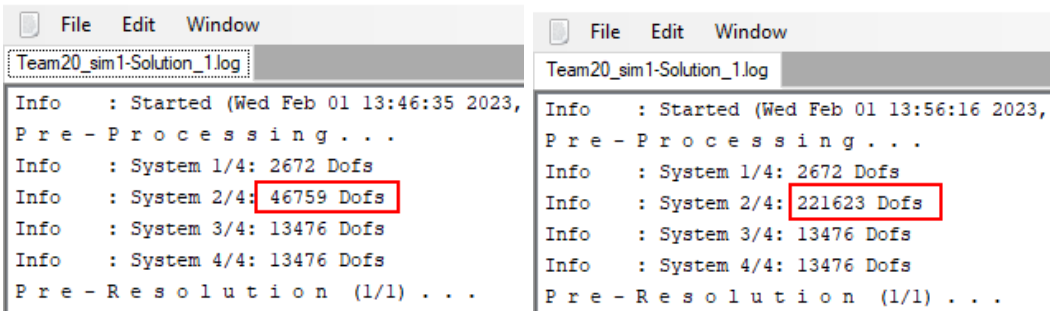 File Edit Window
Team20_sim1-Solution_1.log
Info : Started (Wed Feb 01 13:46:35 2023,
P r e - P r o c e s s i n g . . .
Info : System 1/4: 2672 Dofs
Info : System 2/4: 46759 Dofs
Info : System 3/4: 13476 Dofs
Info : System 4/4: 13476 Dofs
P r e - R e s o l u t i o n (1/1) . . .
File Edit Window
Team20_sim1-Solution_1.log
Info : Started (Wed Feb 01 13:56:16 2023,
P r e - P r o c e s s i n g . . .
Info : System 1/4: 2672 Dofs
Info : System 2/4: 221623 Dofs
Info : System 3/4: 13476 Dofs
Info : System 4/4: 13476 Dofs
P r e - R e s o l u t i o n (1/1) . . .